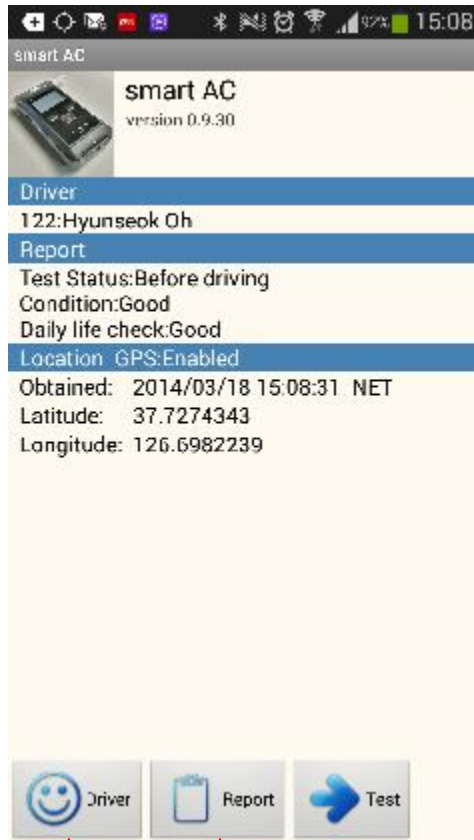 92% 15:08
smart AC
smart AC
version 0.9.30
Driver
122:Hyunseok Oh
Report
Test Status:Before driving
Condition:Good
Daily life check:Good
Location GPS:Enabled
Obtained: 2014/03/18 15:08:31 NET
Latitude: 37.7274343
Longitude: 126.6982239
Driver
Report
Test